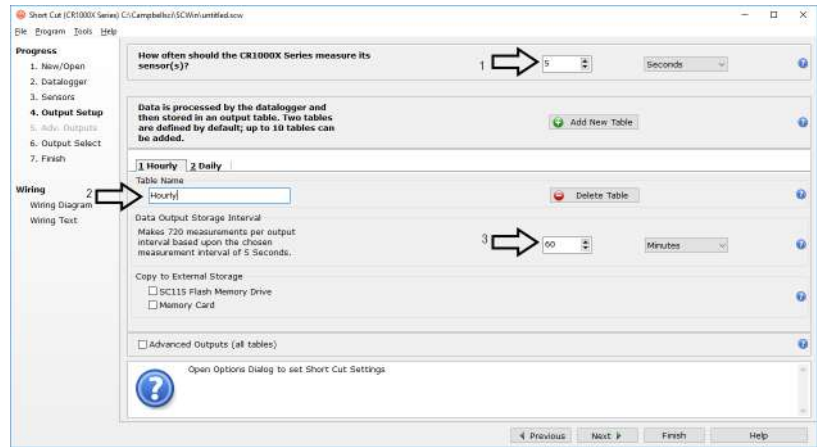 Short Cut (CR1000X Series) C:\Campbellsci\SCWin\untitled.scw
File Program Tools Help
Progress
1. New/Open
2. Datalogger
3. Sensors
4. Output Setup
5. Adv. Outputs
6. Output Select
7. Finish
Wiring
Wiring Diagram
Wiring Text
How often should the CR1000X Series measure its
sensor(s)?
1
5
Seconds
Data is processed by the datalogger and
then stored in an output table. Two tables
are defined by default; up to 10 tables can
be added.
Add New Table
1 Hourly 2 Daily
Table Name
2
Hourly
Delete Table
Data Output Storage Interval
Makes 720 measurements per output
interval based upon the chosen
measurement interval of 5 Seconds.
3
60
Minutes
Copy to External Storage
SC115 Flash Memory Drive
Memory Card
Advanced Outputs (all tables)
Open Options Dialog to set Short Cut Settings
Previous Next Finish Help